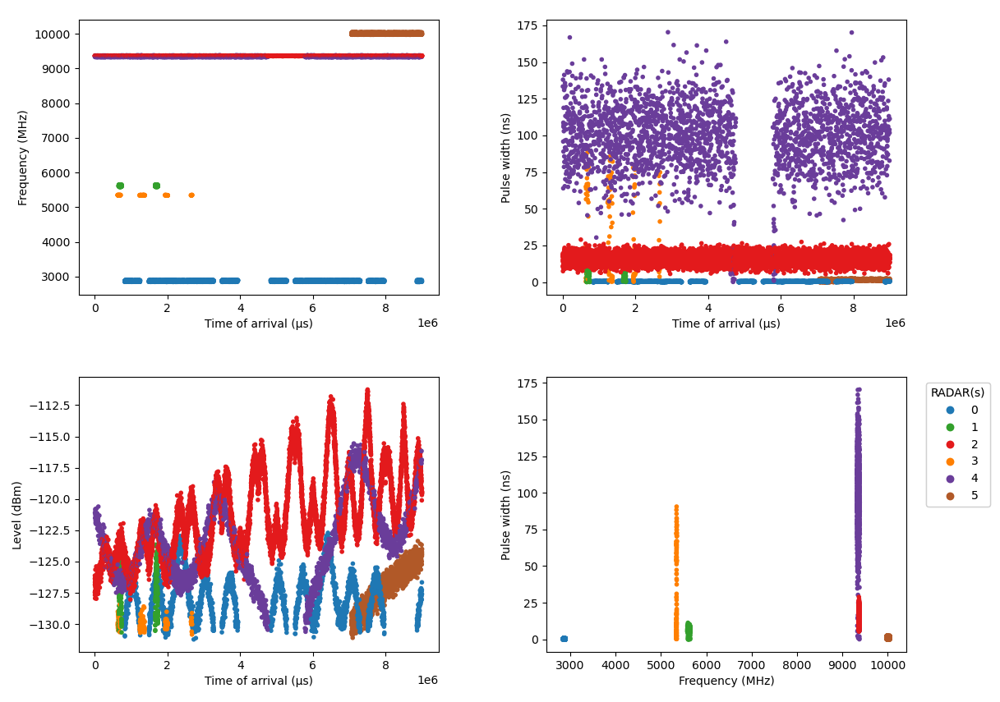 10000
9000
8000
7000
6000
5000
4000
3000
Frequency (MHz)
0 2 4 6 8
1e6
Time of arrival (µs)
175
150
125
100
75
50
25
0
Pulse width (ns)
0 2 4 6 8
1e6
Time of arrival (µs)
−112.5
−115.0
−117.5
−120.0
−122.5
−125.0
−127.5
−130.0
Level (dBm)
0 2 4 6 8
1e6
Time of arrival (µs)
175
150
125
100
75
50
25
0
Pulse width (ns)
3000 4000 5000 6000 7000 8000 9000 10000
Frequency (MHz)
RADAR(s)
0
1
2
3
4
5